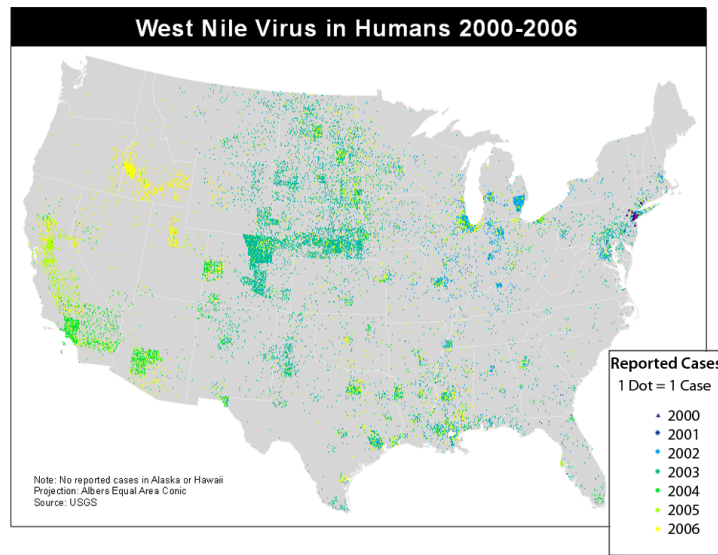 West Nile Virus in Humans 2000-2006
Reported Cases
1 Dot = 1 Case
2000
2001
2002
2003
2004
2005
2006
Note: No reported cases in Alaska or Hawaii
Projection: Albers Equal Area Conic
Source: USGS